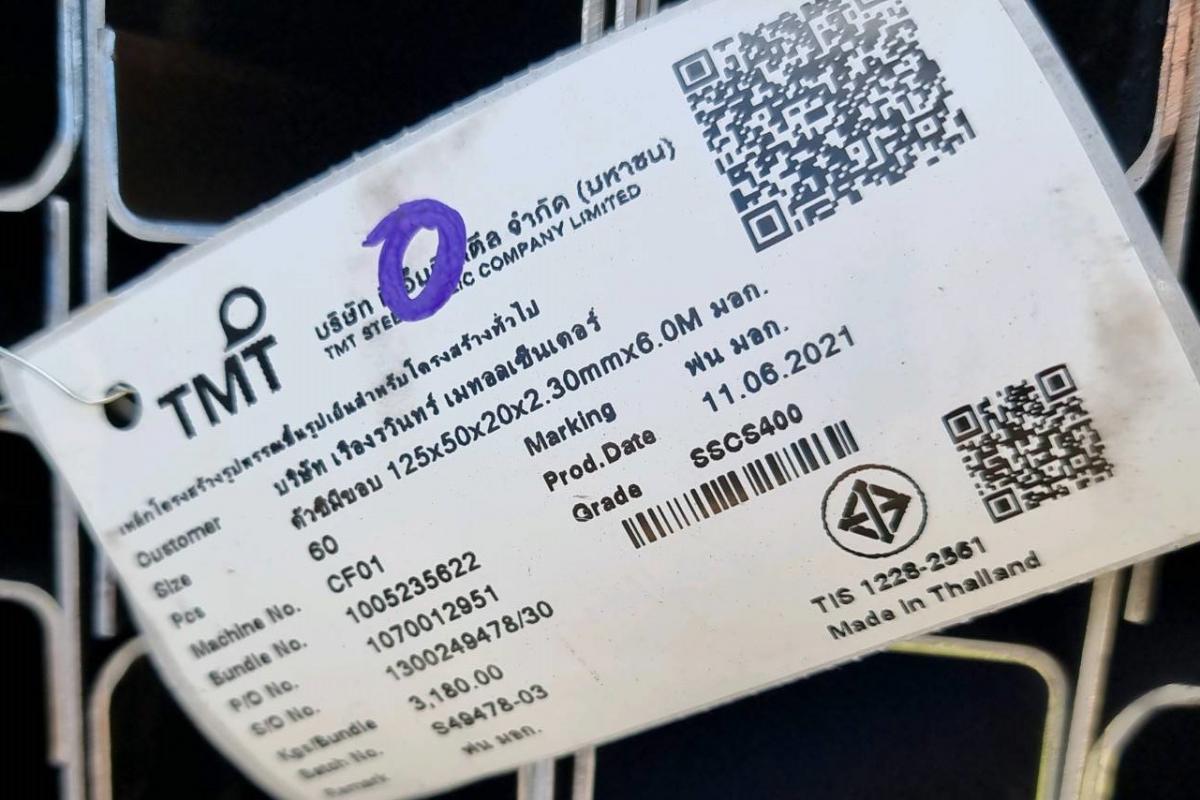 TMT
O
บริษัท ตีล จำกัด (มหาชน)
TMT STEEL PUBLIC COMPANY LIMITED
เหล็กโครงสร้างรูปพรรณขึ้นรูปเย็นสำหรับโครงสร้างทั่วไป
Customer บริษัท เรืองรวินทร์ เมทอลเซ็นเตอร์
Size ตัวซีมีขอบ 125x50x20x2.30mmx6.0M มอก.
Pcs 60
Marking พ่น มอก.
Machine No. CF01
Prod.Date 11.06.2021
Bundle No. 1005235622
Grade SSCS400
P/O No. 1070012951
S/O No. 1300249478/30
Kgs/Bundle 3,180.00
Batch No. S49478-03
Remark พ่น มอก.
TIS 1228-2561
Made In Thailand